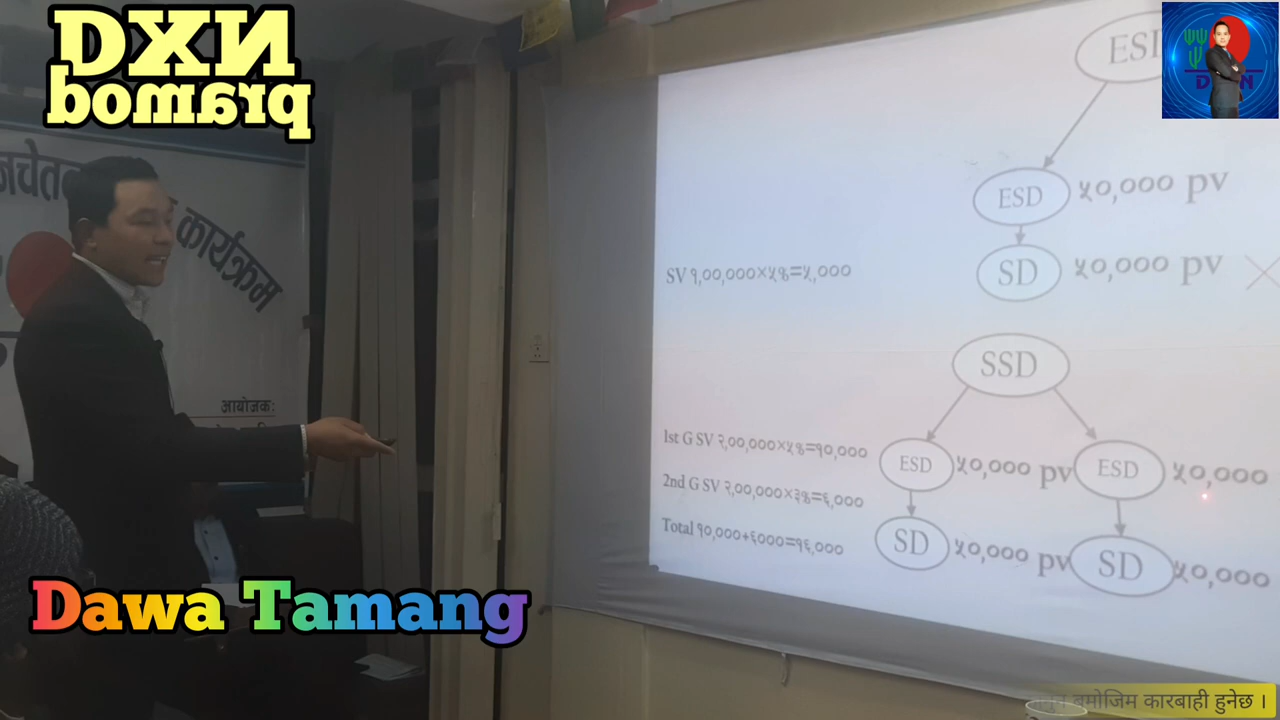 DXN
pramod
कार्यक्रम
आयोजकः
Dawa Tamang
ESD
ESD ५०,००० pv
SD ५०,००० pv
SV १,००,०००×५%=५,०००
SSD
1st G SV २,००,०००×५%=१०,०००
ESD ५०,००० pv ESD ५०,०००
2nd G SV २,००,०००×३%=६,०००
Total १०,०००+६०००=१६,०००
SD ५०,००० pv SD ५०,०००
बमोजिम कारबाही हुनेछ ।